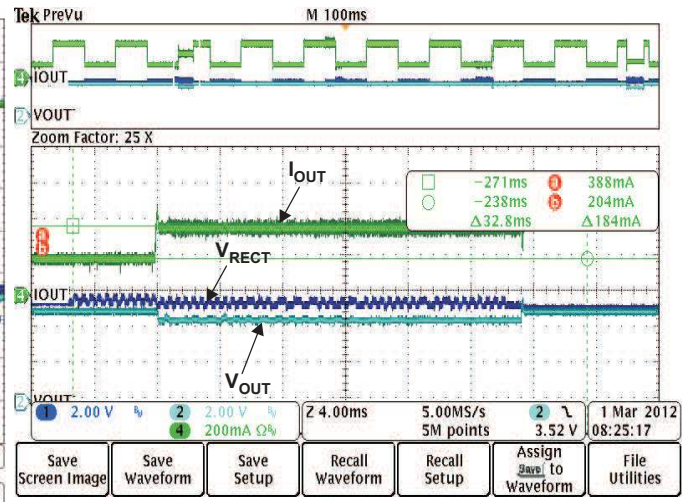 Tek PreVu M 100ms
4 IOUT
2 VOUT
Zoom Factor: 25 X
IOUT
-271ms a 388mA
-238ms b 204mA
Δ32.8ms Δ184mA
a
b
VRECT
4 IOUT
VOUT
2 VOUT
1 2.00 V 2 2.00 V Z 4.00ms 5.00MS/s 2 1 Mar 2012
4 200mA Ω 5M points 3.52 V 08:25:17
Save Screen Image
Save Waveform
Save Setup
Recall Waveform
Recall Setup
Assign Save to Waveform
File Utilities